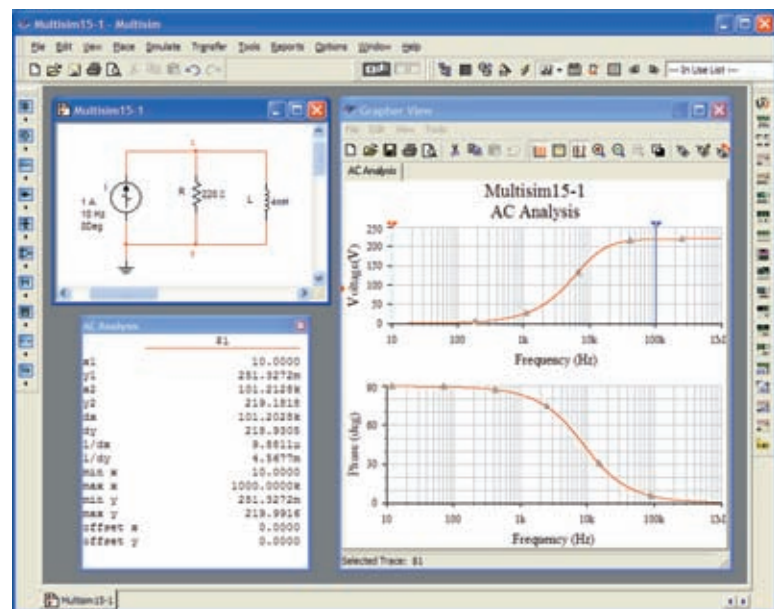 Multisim15-1 - Multisim
File Edit View Place Simulate Transfer Tools Reports Options Window Help
--- In Use List ---
Multisim15-1
1 A
10 Hz
0Deg
R
220 Ω
L
Grapher View
File Edit View Tools
AC Analysis
Multisim15-1
AC Analysis
Voltage(V)
250
200
150
100
50
0
10 100 1k 10k 100k
Frequency (Hz)
Phase (deg)
90
60
30
0
10 100 1k 10k 100k
Frequency (Hz)
Selected Trace: $1
AC Analysis
$1
x1 10.0000
y1 251.3272m
x2 101.2128k
y2 219.1818
dx 101.2028k
dy 218.9305
1/dx 9.8811μ
1/dy 4.5677m
min x 10.0000
max x 1000.0000k
min y 251.3272m
max y 219.9916
offset x 0.0000
offset y 0.0000
Multisim15-1